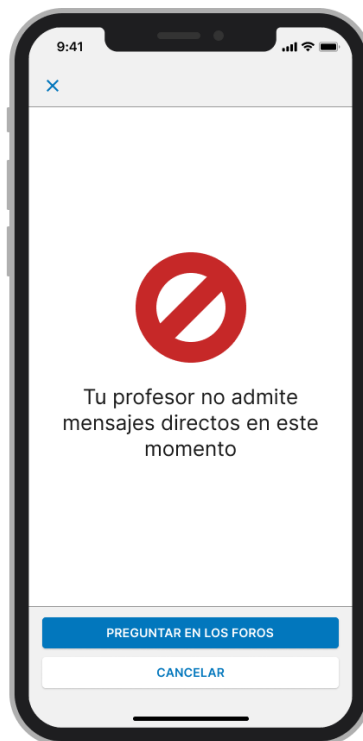 9:41
Tu profesor no admite
mensajes directos en este
momento
PREGUNTAR EN LOS FOROS
CANCELAR